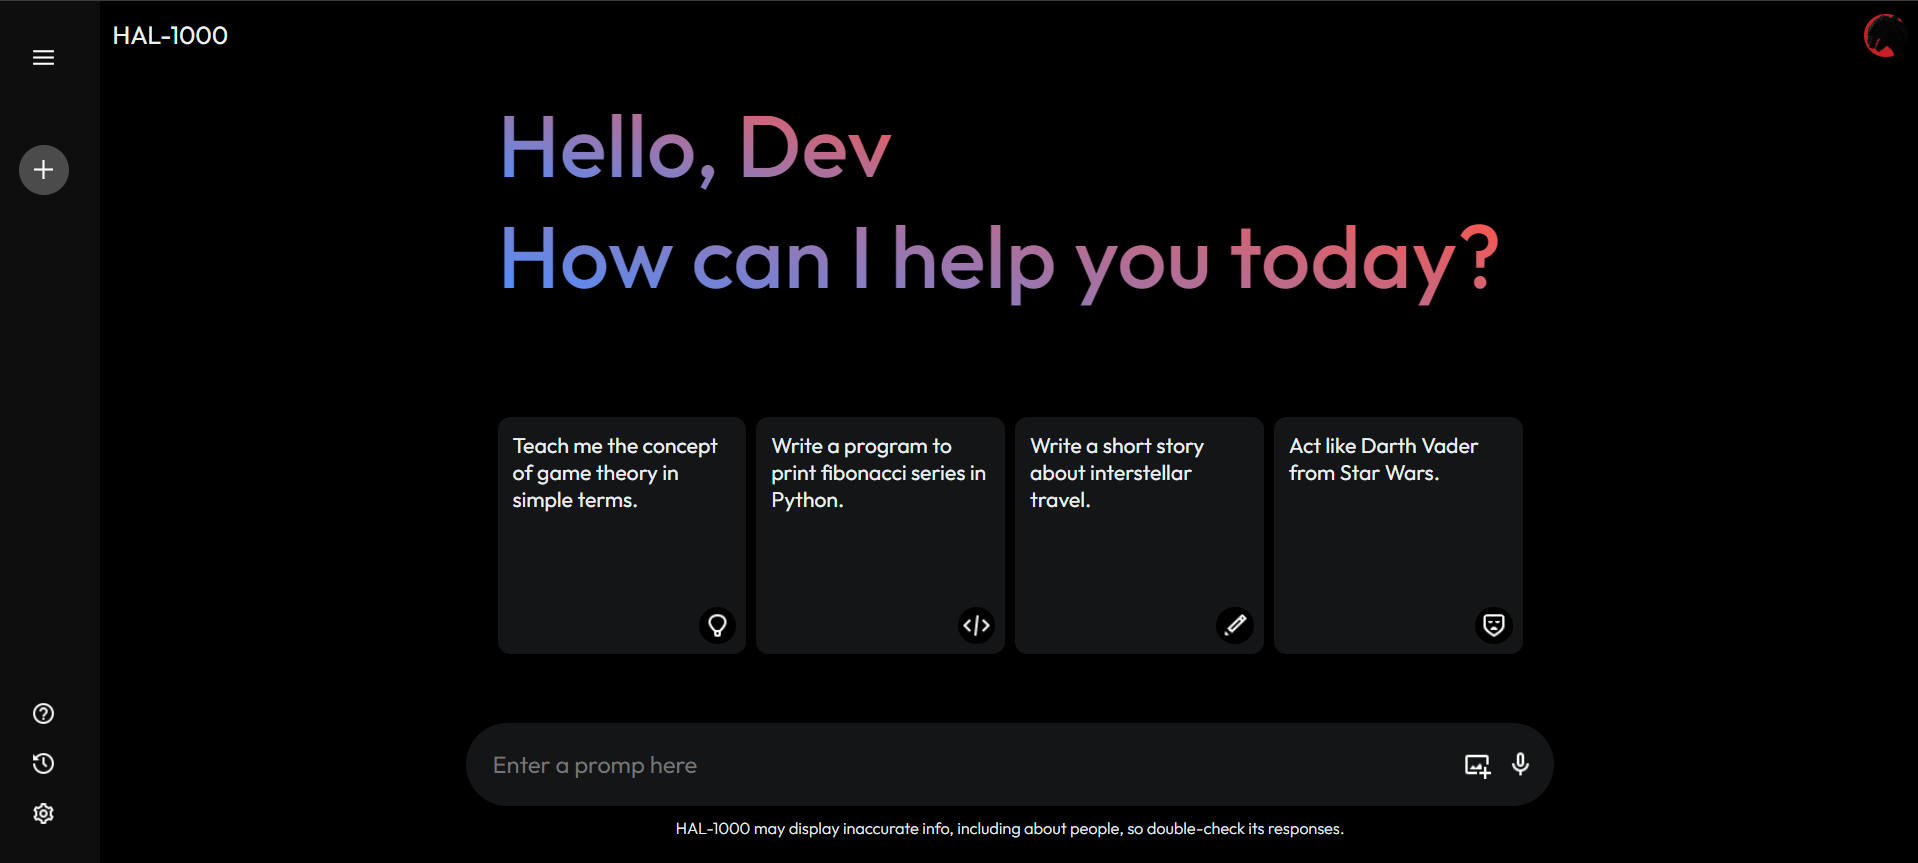 HAL-1000
Hello, Dev
How can I help you today?
Teach me the concept
of game theory in
simple terms.
Write a program to
print fibonacci series in
Python.
Write a short story
about interstellar
travel.
Act like Darth Vader
from Star Wars.
Enter a promp here
HAL-1000 may display inaccurate info, including about people, so double-check its responses.